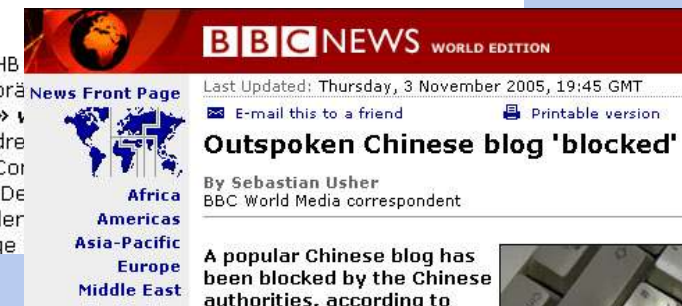 HB
BBC NEWS WORLD EDITION
News Front Page
Africa
Americas
Asia-Pacific
Europe
Middle East
Last Updated: Thursday, 3 November 2005, 19:45 GMT
E-mail this to a friend
Printable version
Outspoken Chinese blog 'blocked'
By Sebastian Usher
BBC World Media correspondent
A popular Chinese blog has
been blocked by the Chinese
authorities, according to